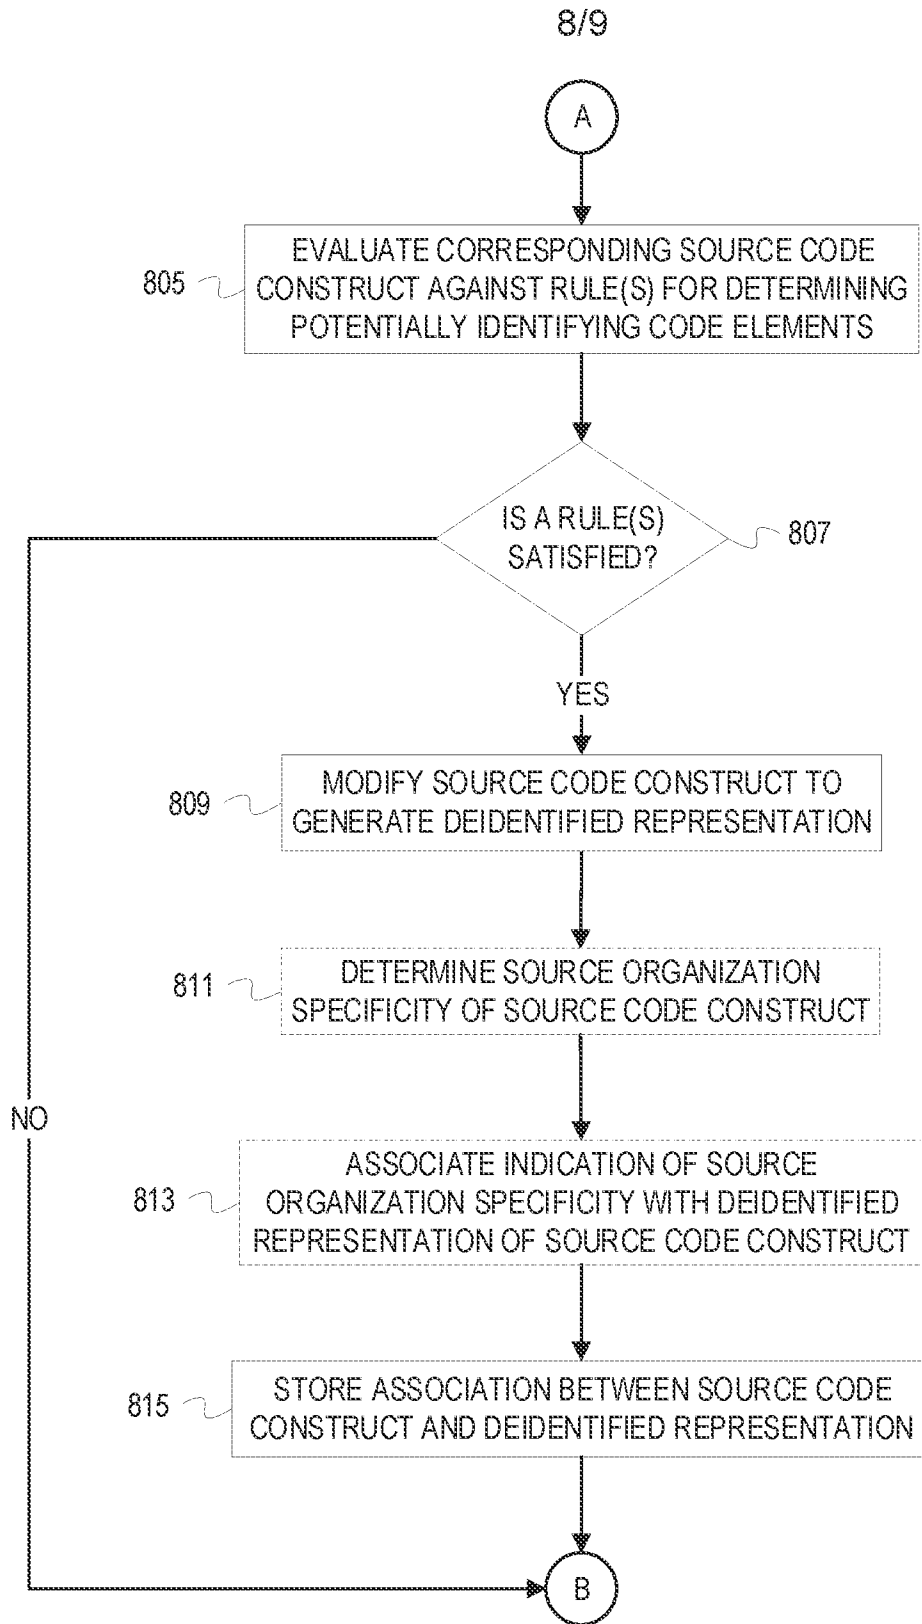 8/9
A
805
EVALUATE CORRESPONDING SOURCE CODE
CONSTRUCT AGAINST RULE(S) FOR DETERMINING
POTENTIALLY IDENTIFYING CODE ELEMENTS
IS A RULE(S)
SATISFIED?
807
YES
809
MODIFY SOURCE CODE CONSTRUCT TO
GENERATE DEIDENTIFIED REPRESENTATION
811
DETERMINE SOURCE ORGANIZATION
SPECIFICITY OF SOURCE CODE CONSTRUCT
NO
813
ASSOCIATE INDICATION OF SOURCE
ORGANIZATION SPECIFICITY WITH DEIDENTIFIED
REPRESENTATION OF SOURCE CODE CONSTRUCT
815
STORE ASSOCIATION BETWEEN SOURCE CODE
CONSTRUCT AND DEIDENTIFIED REPRESENTATION
B